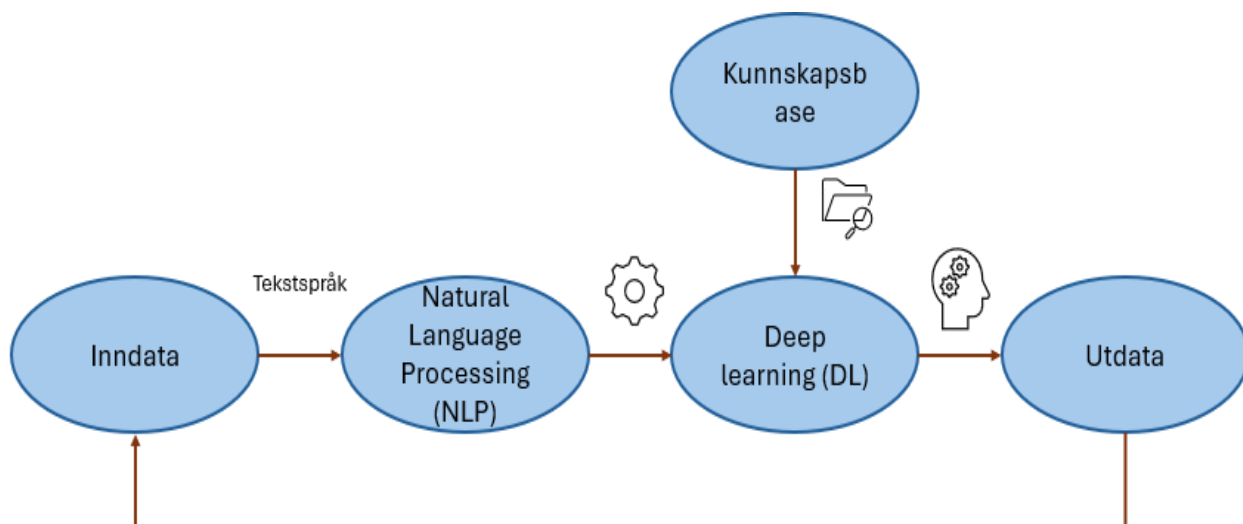 Kunnskapsb
ase
Tekstspråk
Inndata
Natural
Language
Processing
(NLP)
Deep
learning (DL)
Utdata